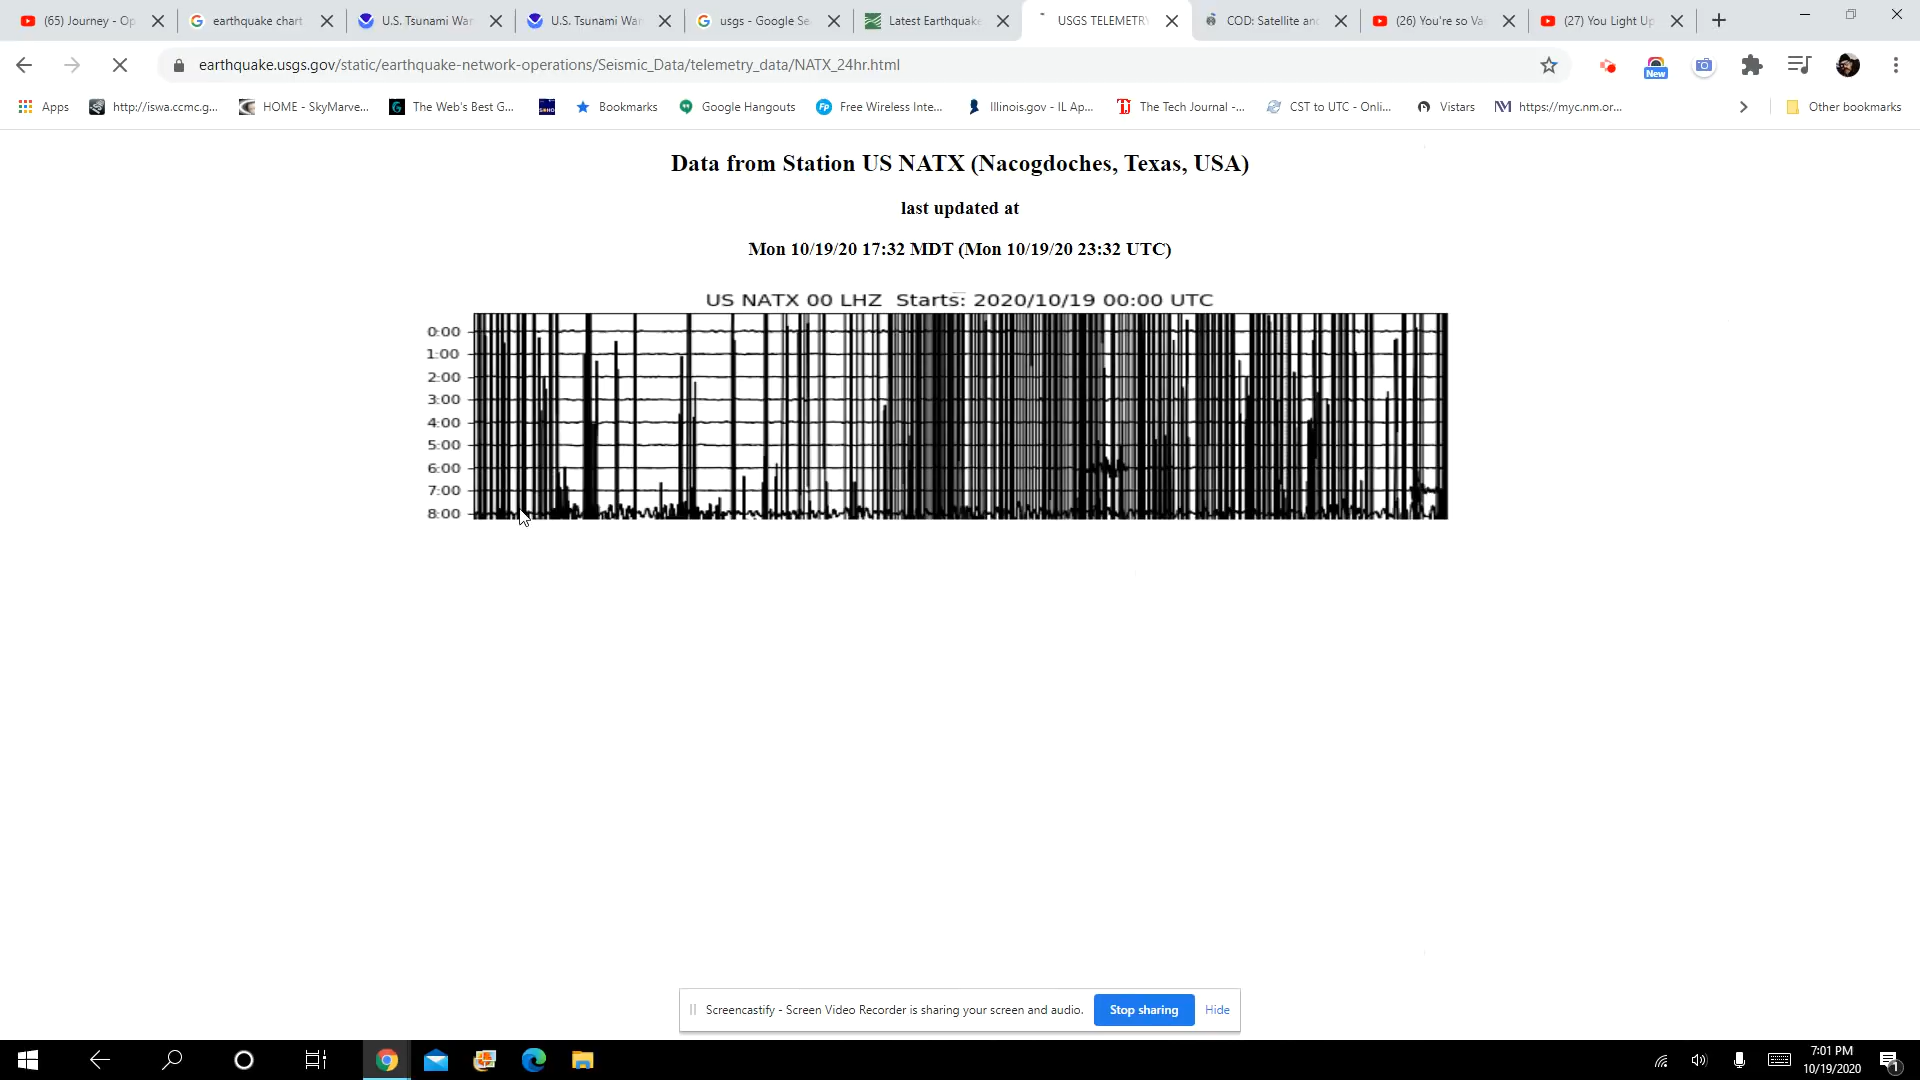 (65) Journey - Op
earthquake chart
U.S. Tsunami War
U.S. Tsunami War
usgs - Google Se
Latest Earthquake
USGS TELEMETRY
COD: Satellite and
(26) You're so Va
(27) You Light Up
earthquake.usgs.gov/static/earthquake-network-operations/Seismic_Data/telemetry_data/NATX_24hr.html
New
Apps
http://iswa.ccmc.g...
HOME - SkyMarve...
The Web's Best G...
Bookmarks
Google Hangouts
Fp Free Wireless Inte...
Illinois.gov - IL Ap...
The Tech Journal -...
CST to UTC - Onli...
Vistars
https://myc.nm.or...
Other bookmarks
Data from Station US NATX (Nacogdoches, Texas, USA)
last updated at
Mon 10/19/20 17:32 MDT (Mon 10/19/20 23:32 UTC)
US NATX 00 LHZ Starts: 2020/10/19 00:00 UTC
0:00
1:00
2:00
3:00
4:00
5:00
6:00
7:00
8:00
Screencastify - Screen Video Recorder is sharing your screen and audio.
Stop sharing
Hide
7:01 PM
10/19/2020
1